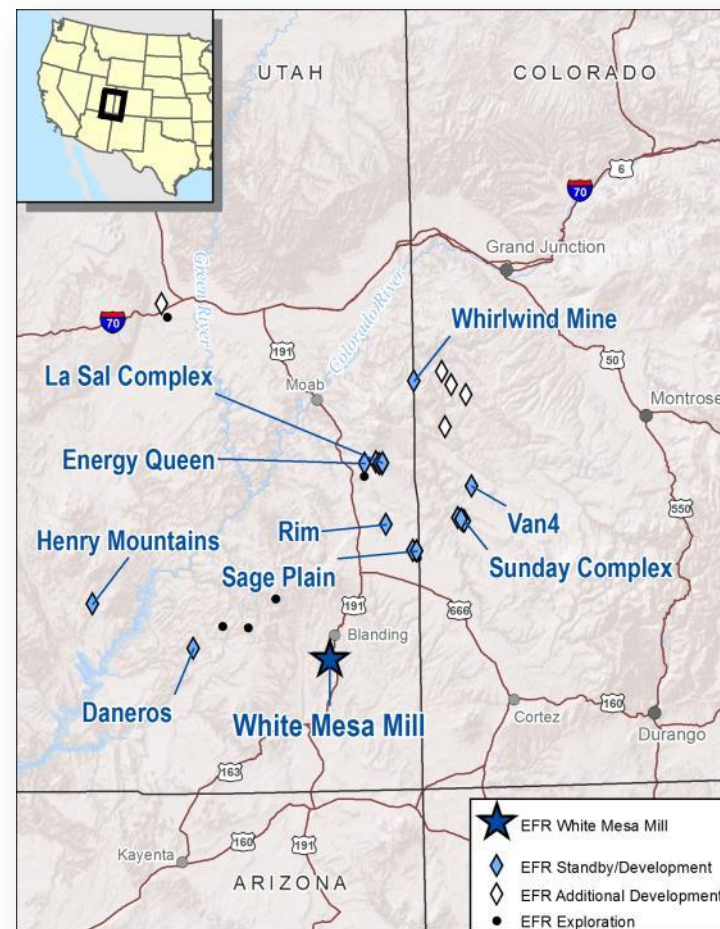 UTAH
COLORADO
6
70
Grand Junction
Green River
Colorado River
Whirlwind Mine
70
191
50
La Sal Complex
Moab
Montrose
Energy Queen
550
Van4
Rim
Henry Mountains
Sunday Complex
Sage Plain
191
666
Blanding
Daneros
White Mesa Mill
Cortez
160
Durango
163
160
191
Kayenta
ARIZONA
EFR White Mesa Mill
EFR Standby/Development
EFR Additional Development
EFR Exploration